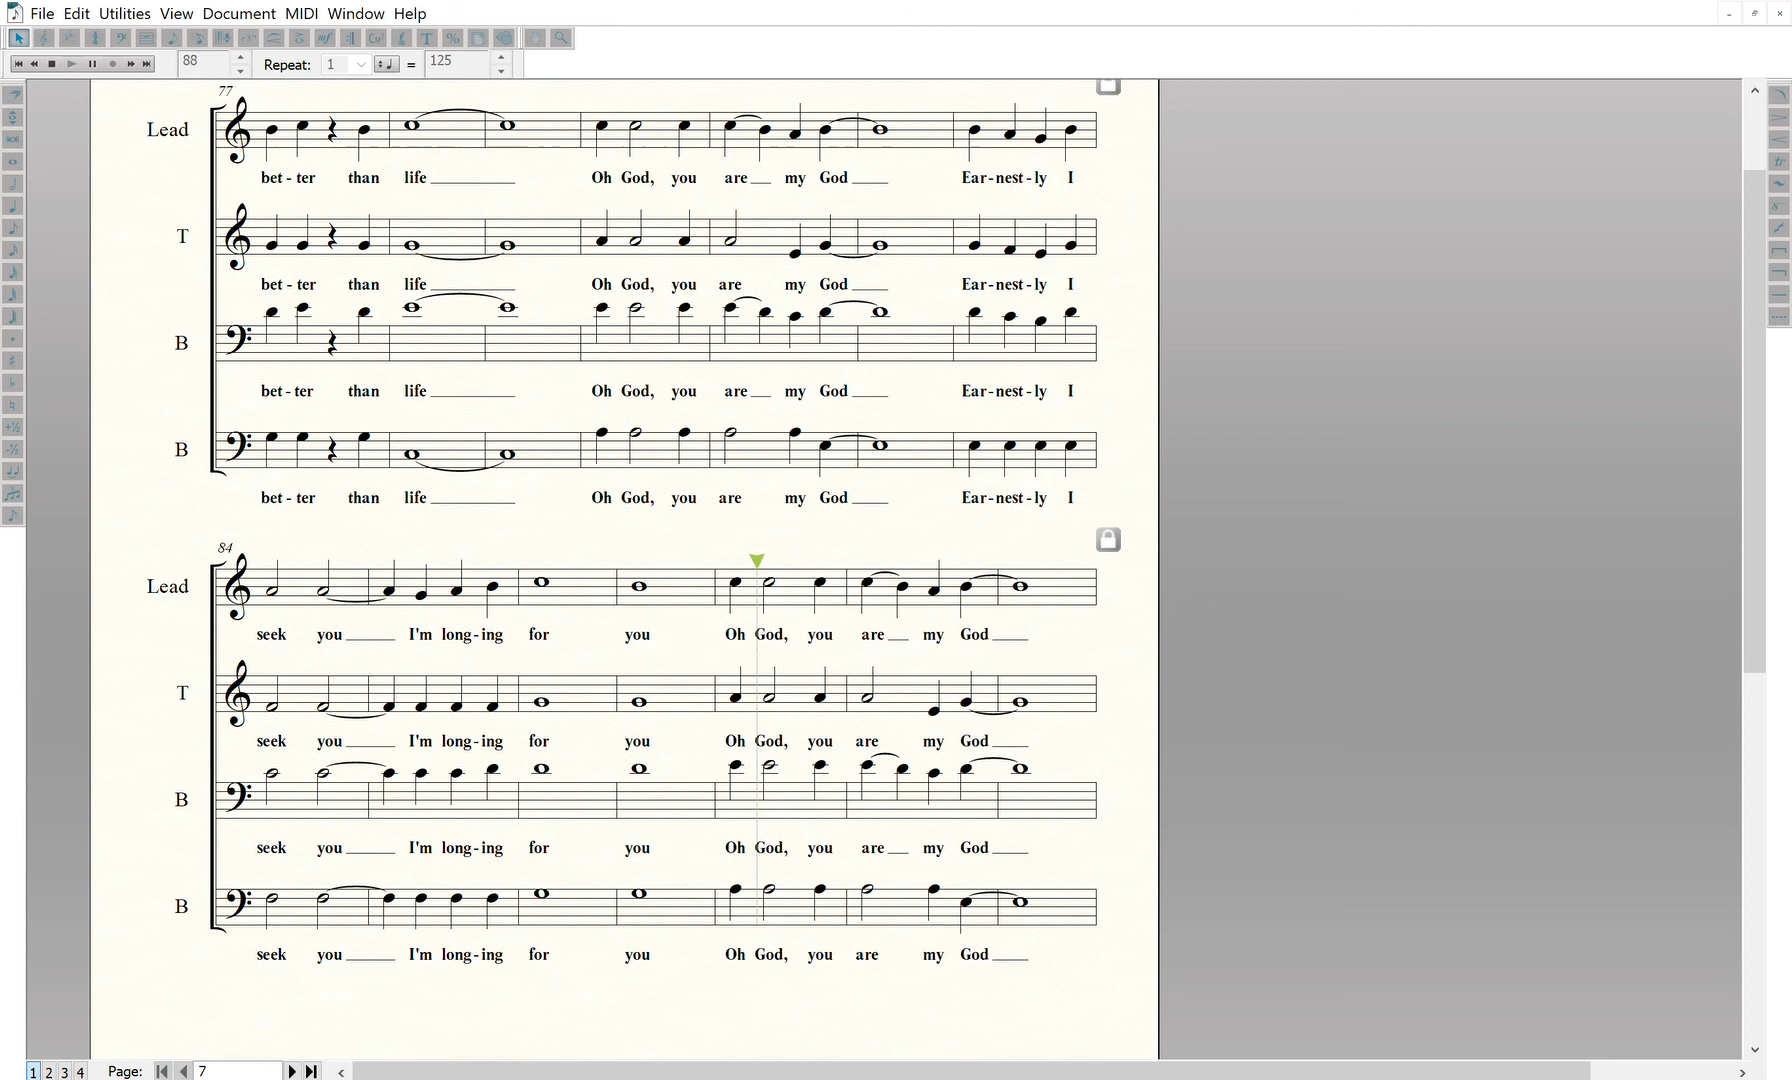 File Edit Utilities View Document MIDI Window Help
88 Repeat: 1 = 125
77
Lead
bet - ter than life Oh God, you are my God Ear - nest - ly I
T
bet - ter than life Oh God, you are my God Ear - nest - ly I
B
bet - ter than life Oh God, you are my God Ear - nest - ly I
B
bet - ter than life Oh God, you are my God Ear - nest - ly I
84
Lead
seek you I'm long - ing for you Oh God, you are my God
T
seek you I'm long - ing for you Oh God, you are my God
B
seek you I'm long - ing for you Oh God, you are my God
B
seek you I'm long - ing for you Oh God, you are my God
1 2 3 4 Page: 7